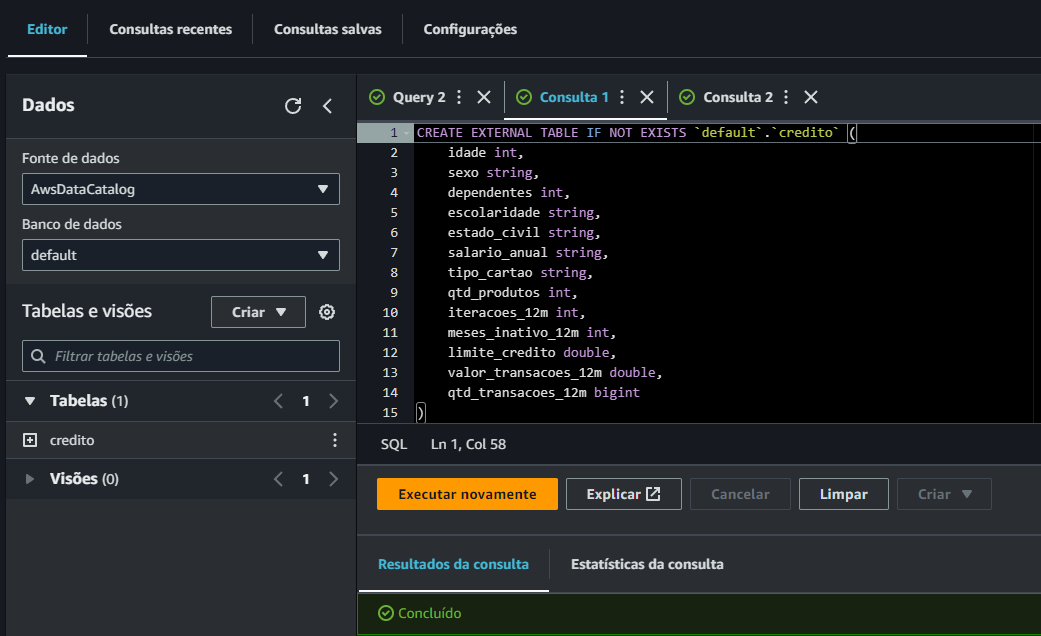 Editor
Consultas recentes
Consultas salvas
Configurações
Dados
Fonte de dados
AwsDataCatalog
Banco de dados
default
Tabelas e visões
Criar
Filtrar tabelas e visões
Tabelas (1)
1
credito
Visões (0)
1
Query 2
Consulta 1
Consulta 2
1 CREATE EXTERNAL TABLE IF NOT EXISTS `default`.`credito` (
2 idade int,
3 sexo string,
4 dependentes int,
5 escolaridade string,
6 estado_civil string,
7 salario_anual string,
8 tipo_cartao string,
9 qtd_produtos int,
10 iteracoes_12m int,
11 meses_inativo_12m int,
12 limite_credito double,
13 valor_transacoes_12m double,
14 qtd_transacoes_12m bigint
15 )
SQL Ln 1, Col 58
Executar novamente
Explicar
Cancelar
Limpar
Criar
Resultados da consulta
Estatísticas da consulta
Concluído